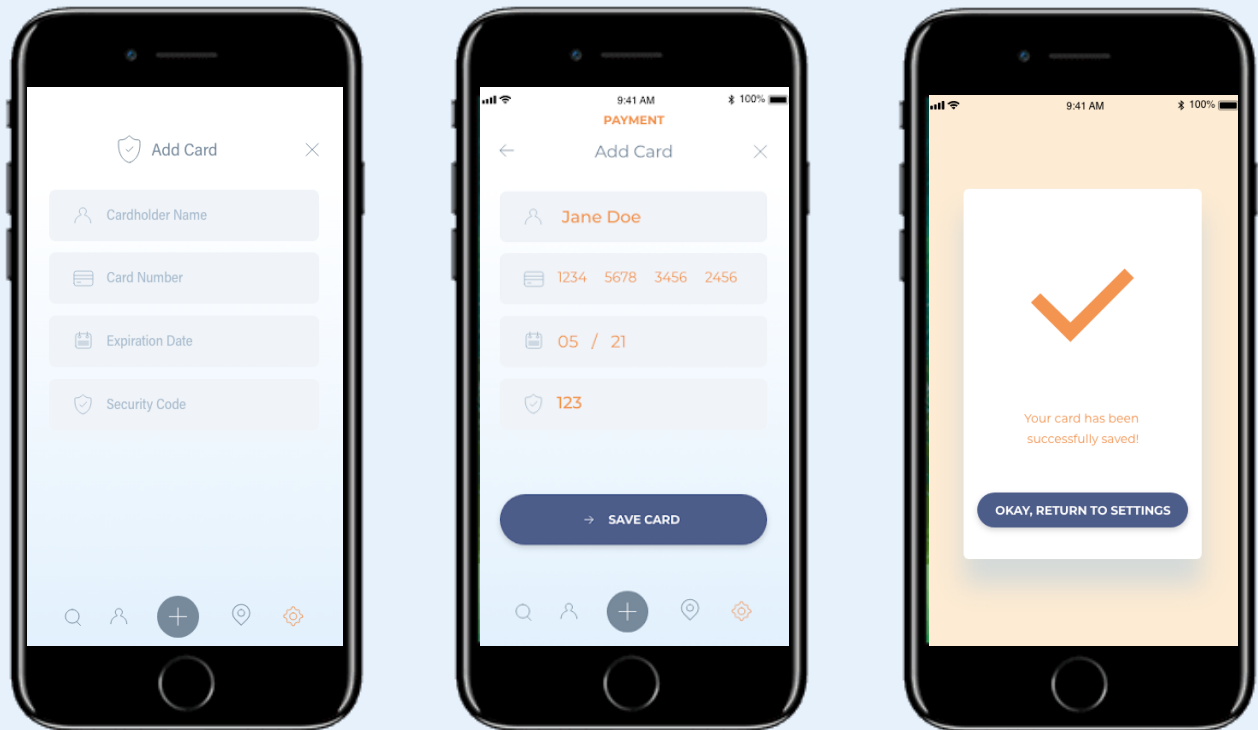 Add Card
Cardholder Name
Card Number
Expiration Date
Security Code
9:41 AM 100%
PAYMENT
Add Card
Jane Doe
1234 5678 3456 2456
05 / 21
123
SAVE CARD
9:41 AM 100%
Your card has been
successfully saved!
OKAY, RETURN TO SETTINGS